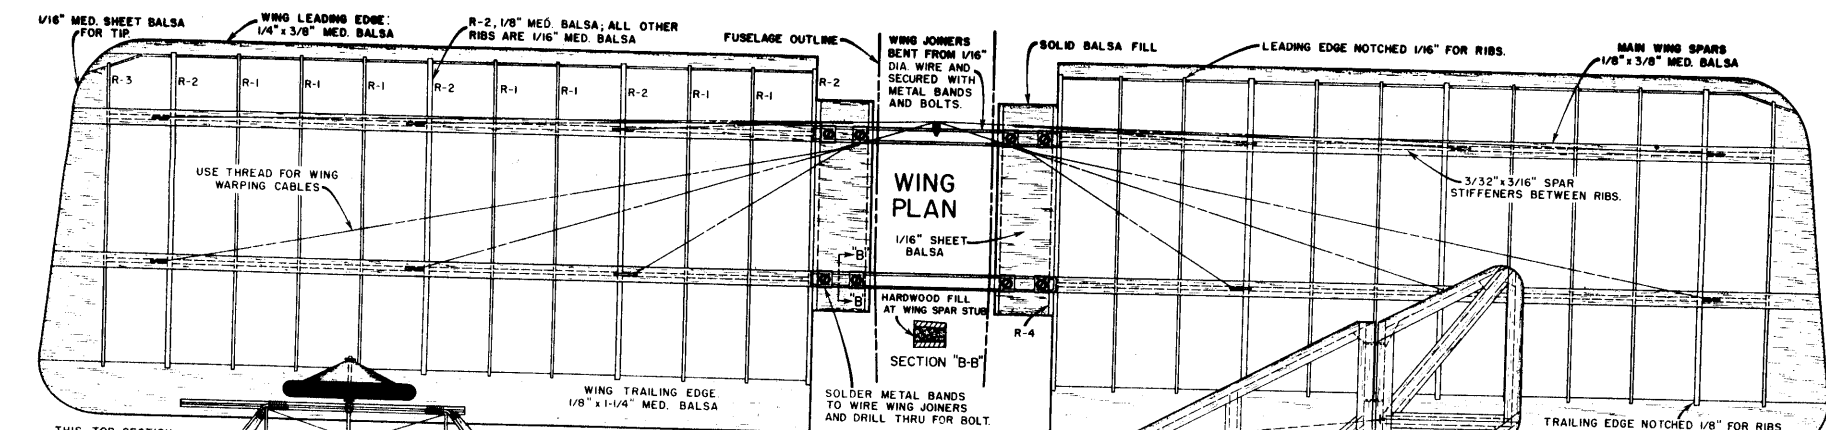 1/16" MED. SHEET BALSA
FOR TIP.
WING LEADING EDGE:
1/4" x 3/8" MED. BALSA
R-2, 1/8" MED. BALSA; ALL OTHER
RIBS ARE 1/16" MED. BALSA
FUSELAGE OUTLINE
WING JOINERS
BENT FROM 1/16"
DIA. WIRE AND
SECURED WITH
METAL BANDS
AND BOLTS.
SOLID BALSA FILL
LEADING EDGE NOTCHED 1/16" FOR RIBS.
MAIN WING SPARS
1/8" x 3/8" MED. BALSA
R-3
R-2
R-1
R-1
R-1
R-2
R-1
R-1
R-2
R-1
R-1
R-2
USE THREAD FOR WING
WARPING CABLES
WING
PLAN
3/32" x 3/16" SPAR
STIFFENERS BETWEEN RIBS.
1/16" SHEET
BALSA
"B"
"B"
HARDWOOD FILL
AT WING SPAR STUB
R-4
SECTION "B-B"
WING TRAILING EDGE
1/8" x 1-1/4" MED. BALSA
SOLDER METAL BANDS
TO WIRE WING JOINERS
AND DRILL THRU FOR BOLT.
TRAILING EDGE NOTCHED 1/8" FOR RIBS
THIS TOP SECTION